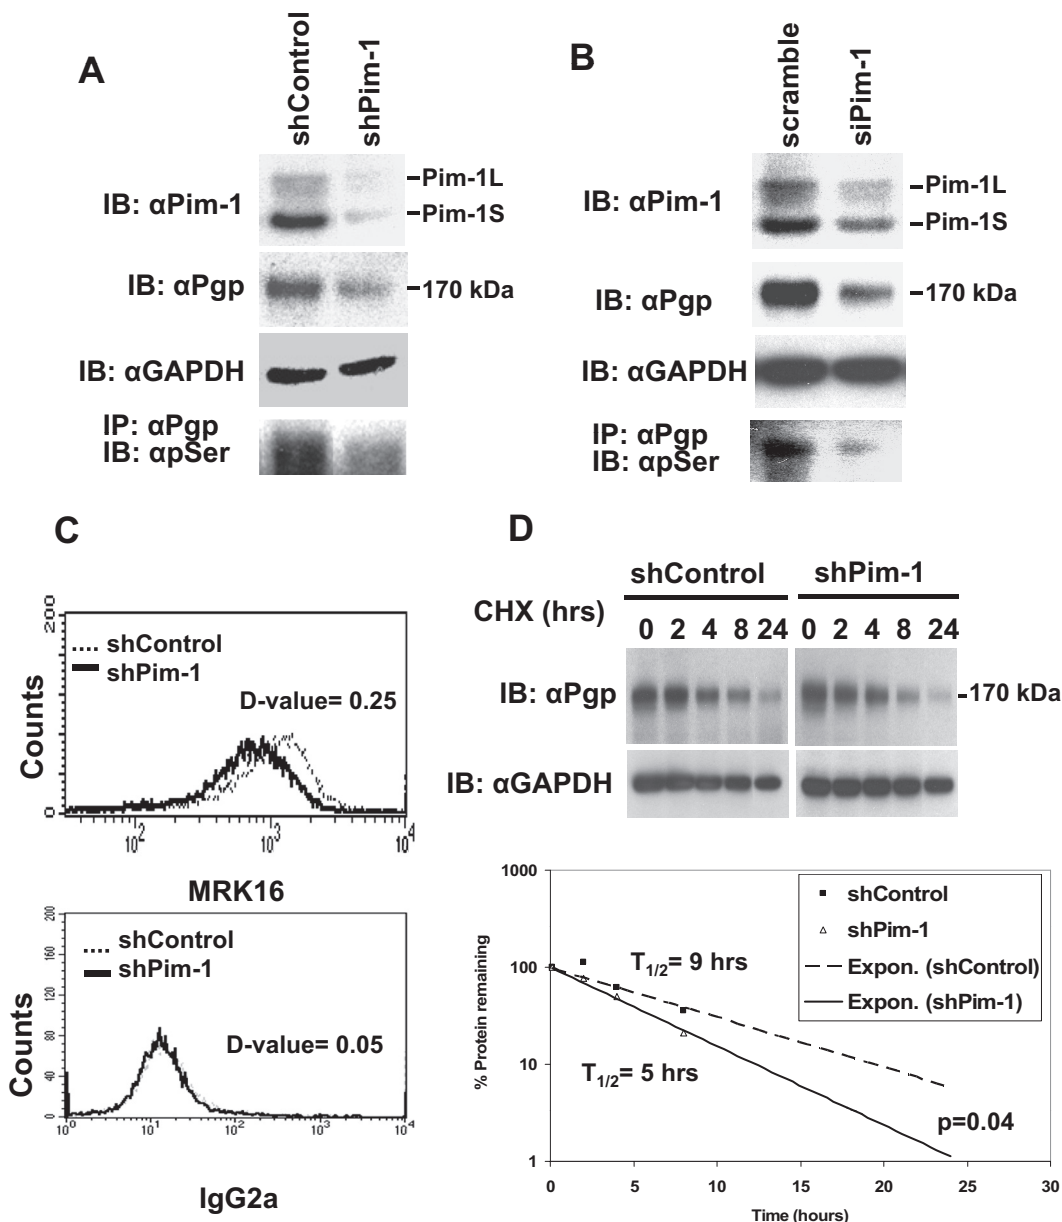 A
shControl
shPim-1
IB: αPim-1
Pim-1L
Pim-1S
IB: αPgp
170 kDa
IB: αGAPDH
IP: αPgp
IB: αpSer
B
scramble
siPim-1
IB: αPim-1
Pim-1L
Pim-1S
IB: αPgp
170 kDa
IB: αGAPDH
IP: αPgp
IB: αpSer
C
200
shControl
shPim-1
D-value= 0.25
Counts
0
10² 10³ 10⁴
MRK16
200
160
120
80
40
0
shControl
shPim-1
D-value= 0.05
Counts
10⁰ 10¹ 10² 10³ 10⁴
IgG2a
D
shControl shPim-1
CHX (hrs) 0 2 4 8 24 0 2 4 8 24
IB: αPgp
170 kDa
IB: αGAPDH
1000
100
10
1
% Protein remaining
shControl
shPim-1
Expon. (shControl)
Expon. (shPim-1)
T1/2= 9 hrs
T1/2= 5 hrs
p=0.04
0 5 10 15 20 25 30
Time (hours)